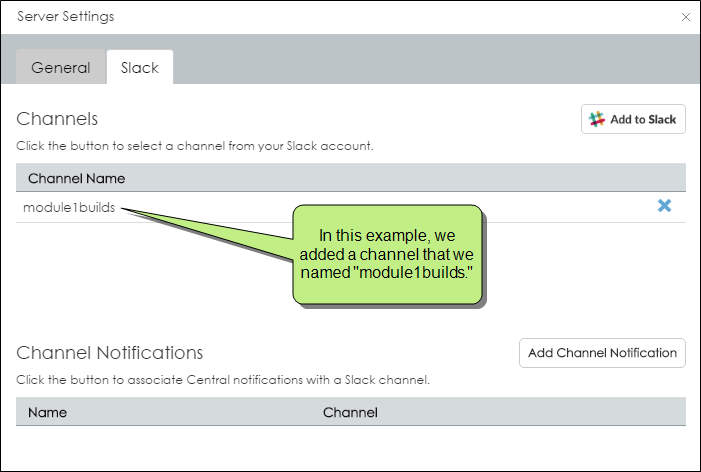 Server Settings
General
Slack
Channels
Add to Slack
Click the button to select a channel from your Slack account.
Channel Name
module1builds
In this example, we
added a channel that we
named "module1builds."
Channel Notifications
Add Channel Notification
Click the button to associate Central notifications with a Slack channel.
Name
Channel